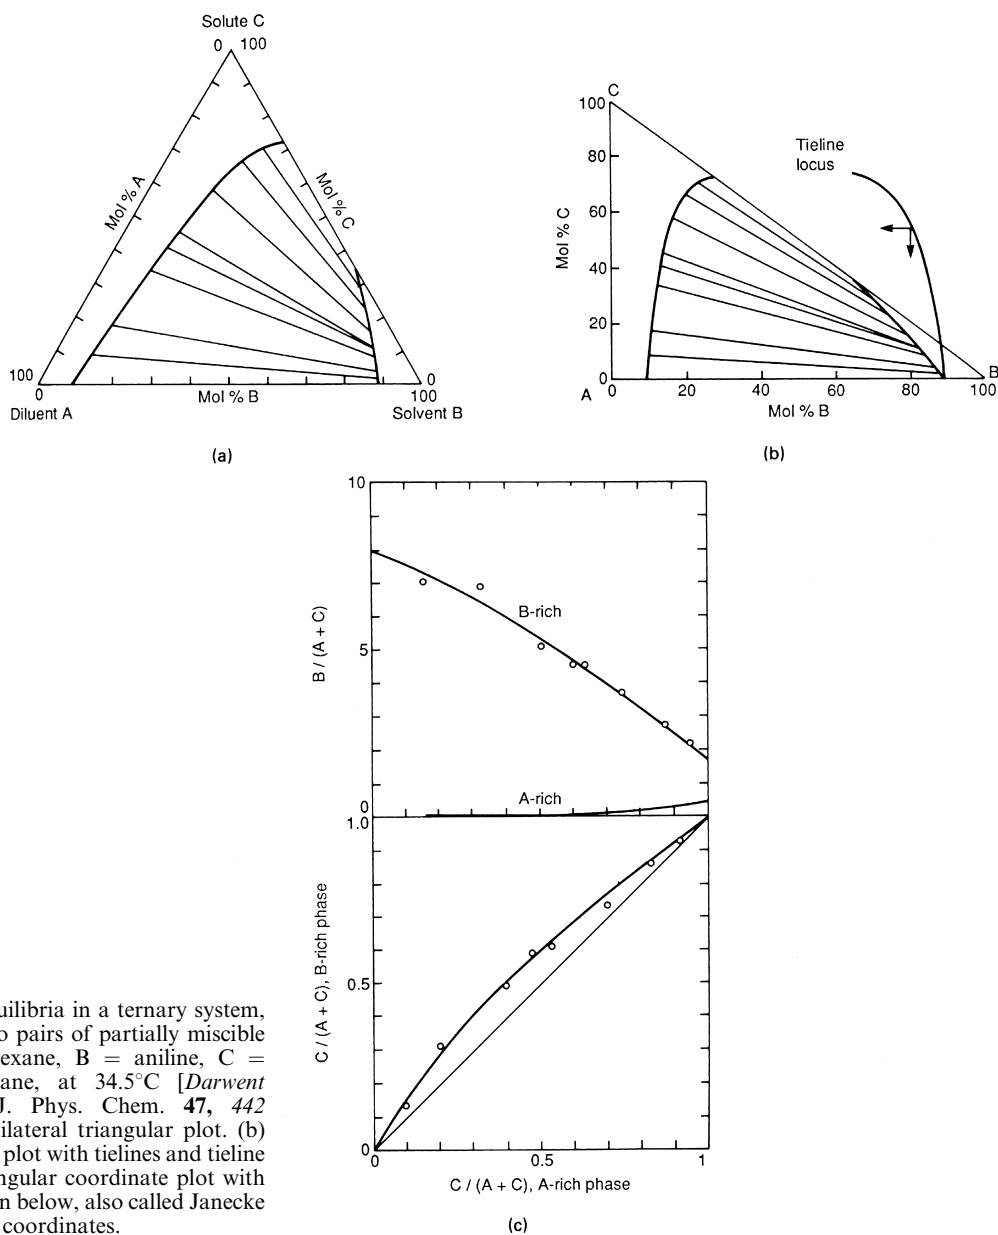 Solute C
0 100
Mol % A
Mol % C
100
0
0
Mol % B
100
Diluent A
Solvent B
(a)
C
100
80
60
40
20
0
Mol % C
Tieline
locus
A
0
20
40
60
80
100
B
Mol % B
(b)
10
5
0
B / (A + C)
B-rich
A-rich
1.0
0.5
0
C / (A + C), B-rich phase
0
0.5
1
C / (A + C), A-rich phase
(c)
uilibria in a ternary system,
o pairs of partially miscible
exane, B = aniline, C =
ane, at 34.5°C [Darwent
J. Phys. Chem. 47, 442
ilateral triangular plot. (b)
plot with tielines and tieline
ngular coordinate plot with
n below, also called Janecke
coordinates.